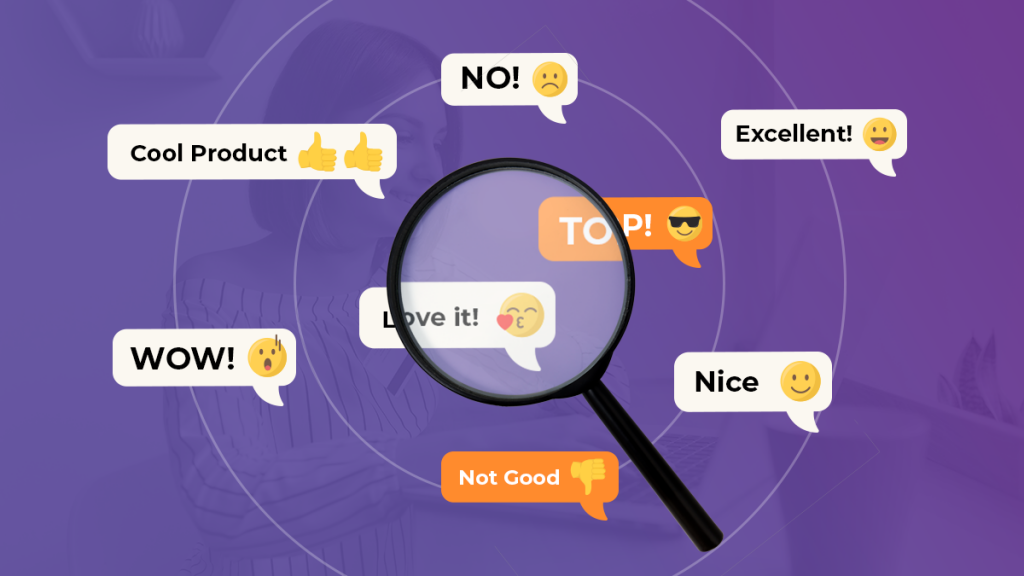 NO!
Excellent!
Cool Product
TOP!
Love it!
WOW!
Nice
Not Good